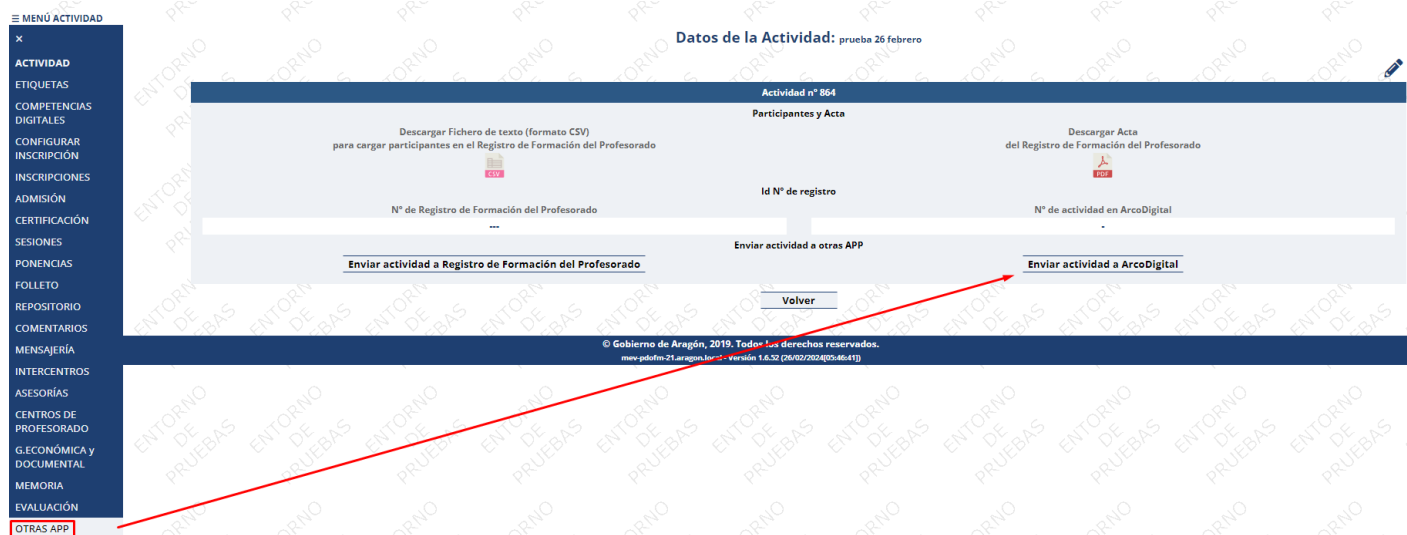 ☰ MENÚ ACTIVIDAD
×
ACTIVIDAD
ETIQUETAS
COMPETENCIAS
DIGITALES
CONFIGURAR
INSCRIPCIÓN
INSCRIPCIONES
ADMISIÓN
CERTIFICACIÓN
SESIONES
PONENCIAS
FOLLETO
REPOSITORIO
COMENTARIOS
MENSAJERÍA
INTERCENTROS
ASESORÍAS
CENTROS DE
PROFESORADO
G.ECONÓMICA y
DOCUMENTAL
MEMORIA
EVALUACIÓN
OTRAS APP
Datos de la Actividad: prueba 26 febrero
Actividad nº 864
Participantes y Acta
Descargar Fichero de texto (formato CSV)
para cargar participantes en el Registro de Formación del Profesorado
CSV
Descargar Acta
del Registro de Formación del Profesorado
PDF
Id Nº de registro
Nº de Registro de Formación del Profesorado
---
Nº de actividad en ArcoDigital
-
Enviar actividad a otras APP
Enviar actividad a Registro de Formación del Profesorado
Enviar actividad a ArcoDigital
Volver
© Gobierno de Aragón, 2019. Todos los derechos reservados.
mev-pdofm-21.aragon.local - Versión 1.6.52 (26/02/2024[05:46:41])
ENTORNO
DE
PRUEBAS